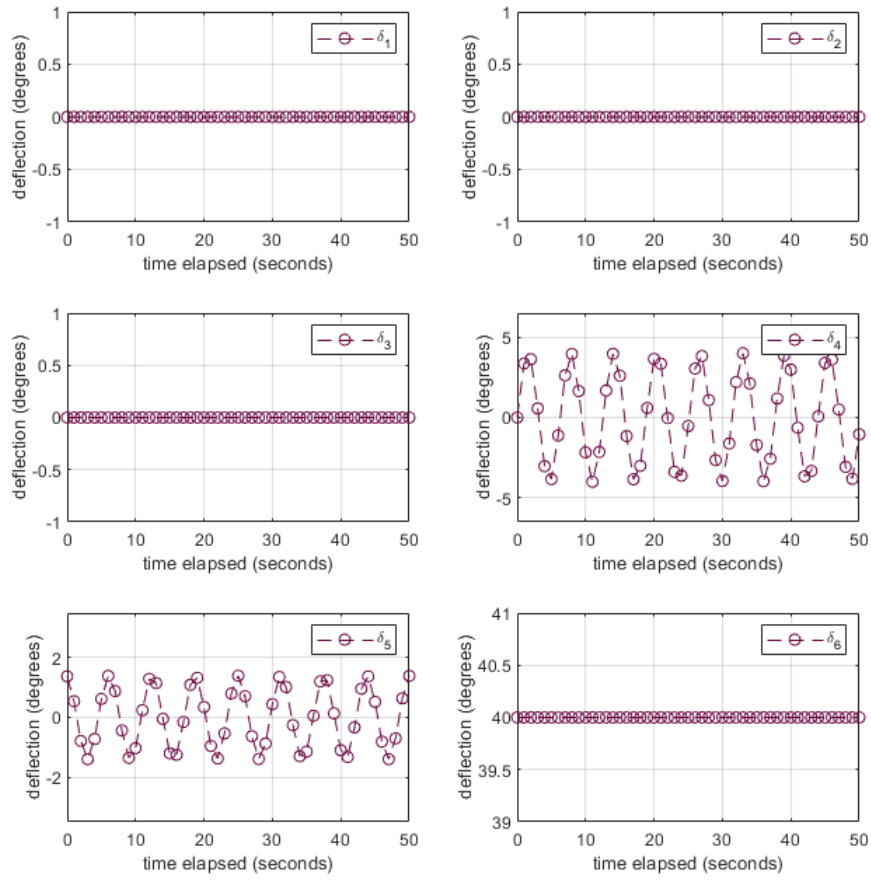 δ1
deflection (degrees)
1
0.5
0
-0.5
-1
0 10 20 30 40 50
time elapsed (seconds)
δ2
deflection (degrees)
1
0.5
0
-0.5
-1
0 10 20 30 40 50
time elapsed (seconds)
δ3
deflection (degrees)
1
0.5
0
-0.5
-1
0 10 20 30 40 50
time elapsed (seconds)
δ4
deflection (degrees)
5
0
-5
0 10 20 30 40 50
time elapsed (seconds)
δ5
deflection (degrees)
2
0
-2
0 10 20 30 40 50
time elapsed (seconds)
δ6
deflection (degrees)
41
40.5
40
39.5
39
0 10 20 30 40 50
time elapsed (seconds)